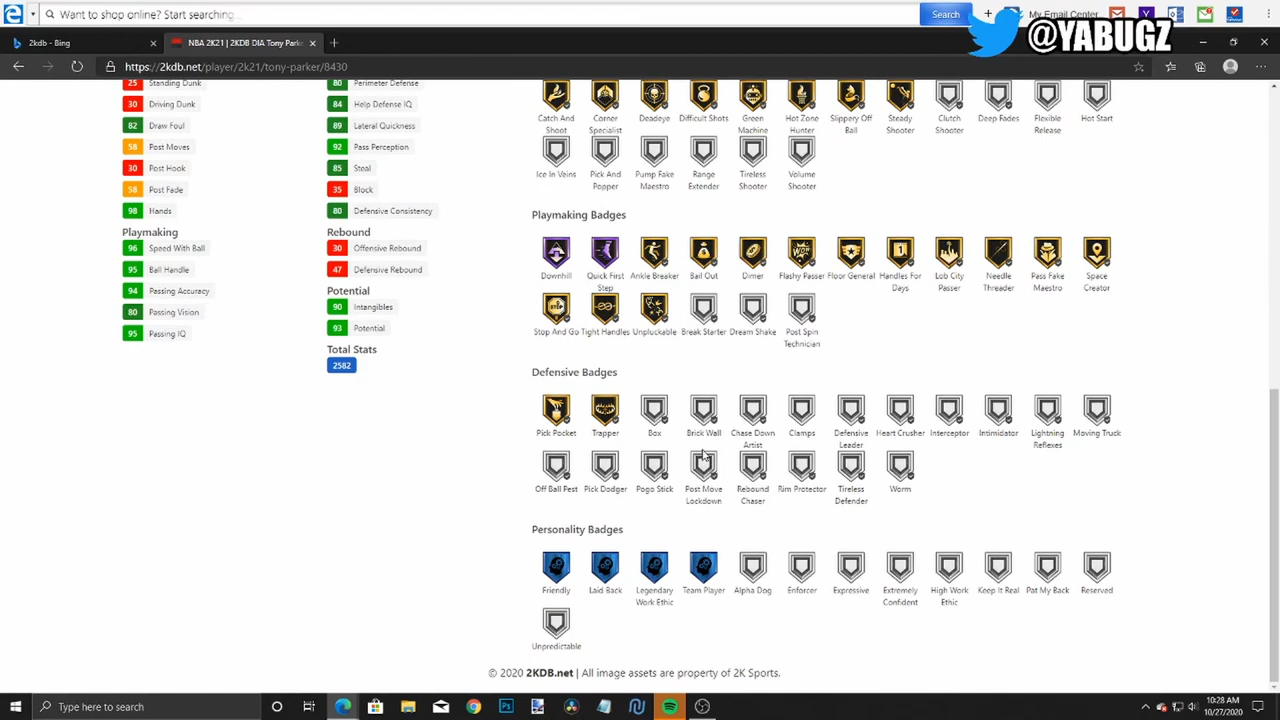 Want to shop online? Start searching...
Search
My Email Center
@YABUGZ
2kdb - Bing
NBA 2K21 | 2KDB DIA Tony Parke
https://2kdb.net/player/2k21/tony-parker/8430
25 Standing Dunk
30 Driving Dunk
82 Draw Foul
58 Post Moves
30 Post Hook
58 Post Fade
98 Hands
Playmaking
96 Speed With Ball
95 Ball Handle
94 Passing Accuracy
80 Passing Vision
95 Passing IQ
80 Perimeter Defense
84 Help Defense IQ
89 Lateral Quickness
92 Pass Perception
85 Steal
35 Block
80 Defensive Consistency
Rebound
30 Offensive Rebound
47 Defensive Rebound
Potential
90 Intangibles
93 Potential
Total Stats
2582
Catch And Shoot
Corner Specialist
Deadeye
Difficult Shots
Green Machine
Hot Zone Hunter
Slippery Off Ball
Steady Shooter
Clutch Shooter
Deep Fades
Flexible Release
Hot Start
Ice In Veins
Pick And Popper
Pump Fake Maestro
Range Extender
Tireless Shooter
Volume Shooter
Playmaking Badges
Downhill
Quick First Step
Ankle Breaker
Bail Out
Dimer
Flashy Passer
Floor General
Handles For Days
Lob City Passer
Needle Threader
Pass Fake Maestro
Space Creator
Stop And Go
Tight Handles
Unpluckable
Break Starter
Dream Shake
Post Spin Technician
Defensive Badges
Pick Pocket
Trapper
Box
Brick Wall
Chase Down Artist
Clamps
Defensive Leader
Heart Crusher
Interceptor
Intimidator
Lightning Reflexes
Moving Truck
Off Ball Pest
Pick Dodger
Pogo Stick
Post Move Lockdown
Rebound Chaser
Rim Protector
Tireless Defender
Worm
Personality Badges
Friendly
Laid Back
Legendary Work Ethic
Team Player
Alpha Dog
Enforcer
Expressive
Extremely Confident
High Work Ethic
Keep It Real
Pat My Back
Reserved
Unpredictable
© 2020 2KDB.net | All image assets are property of 2K Sports.
Type here to search
10:28 AM
10/27/2020